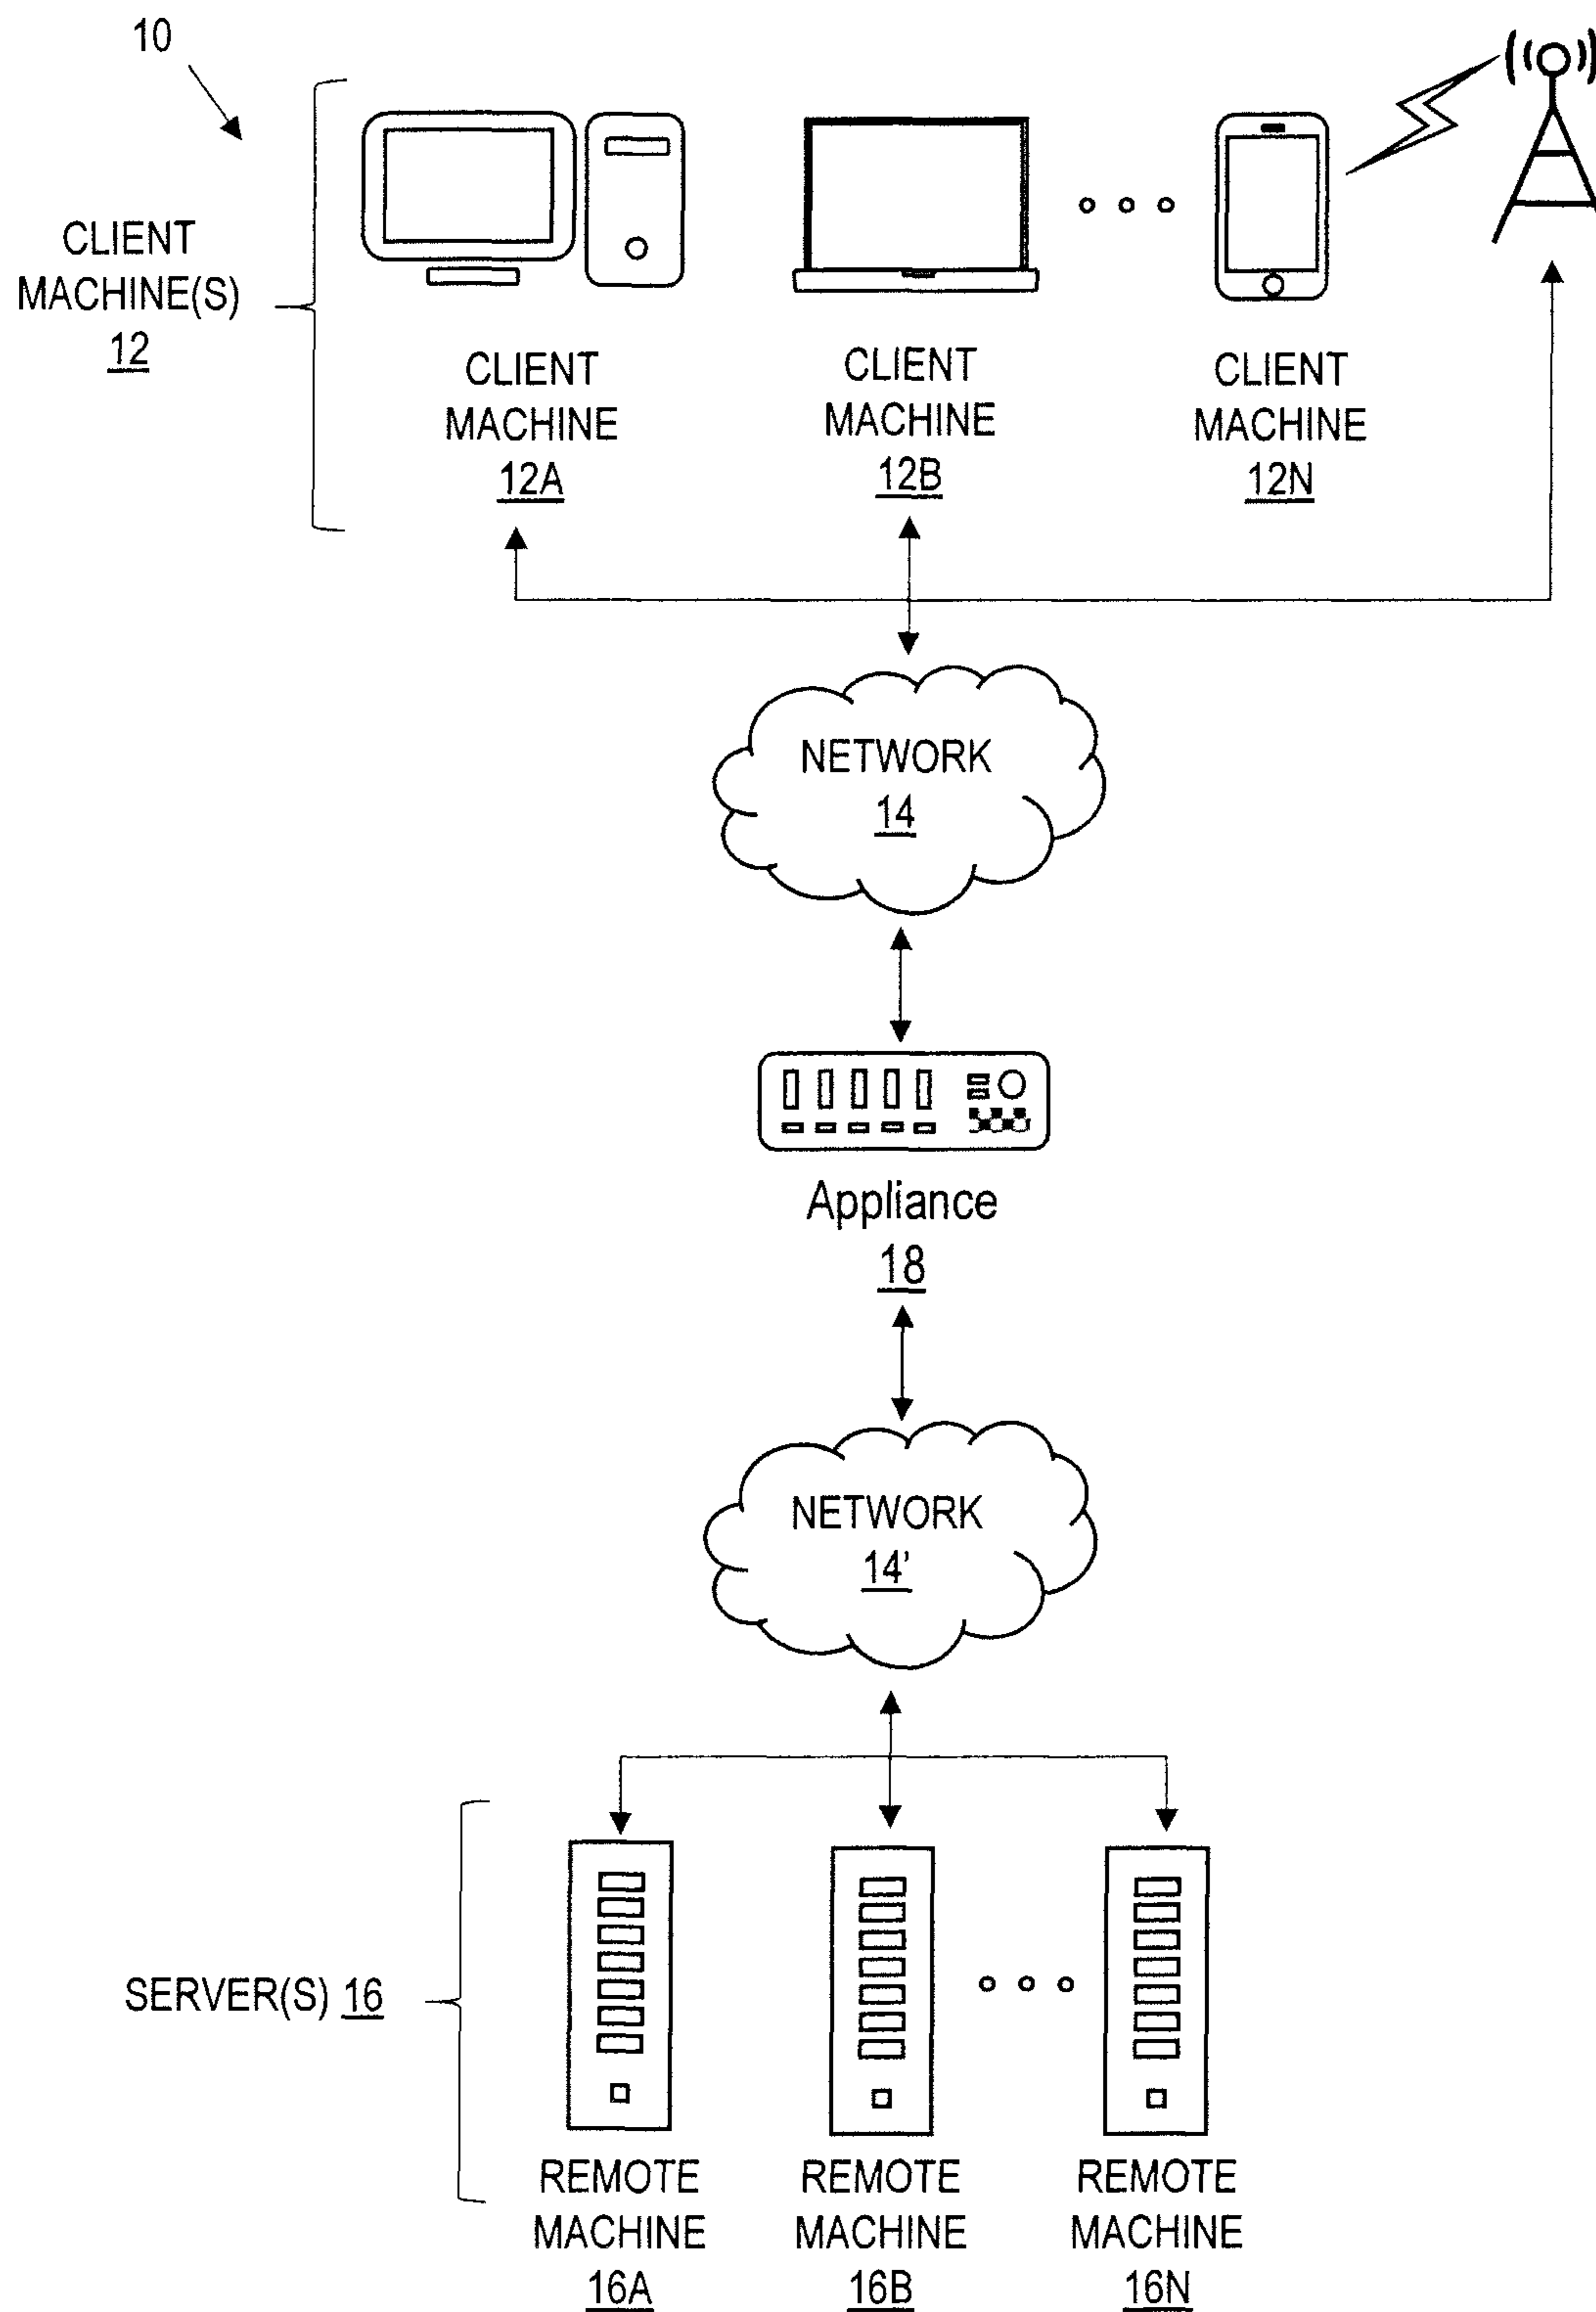 10
CLIENT
MACHINE(S)
12
CLIENT
MACHINE
12A
CLIENT
MACHINE
12B
CLIENT
MACHINE
12N
NETWORK
14
Appliance
18
NETWORK
14'
SERVER(S) 16
REMOTE
MACHINE
16A
REMOTE
MACHINE
16B
REMOTE
MACHINE
16N